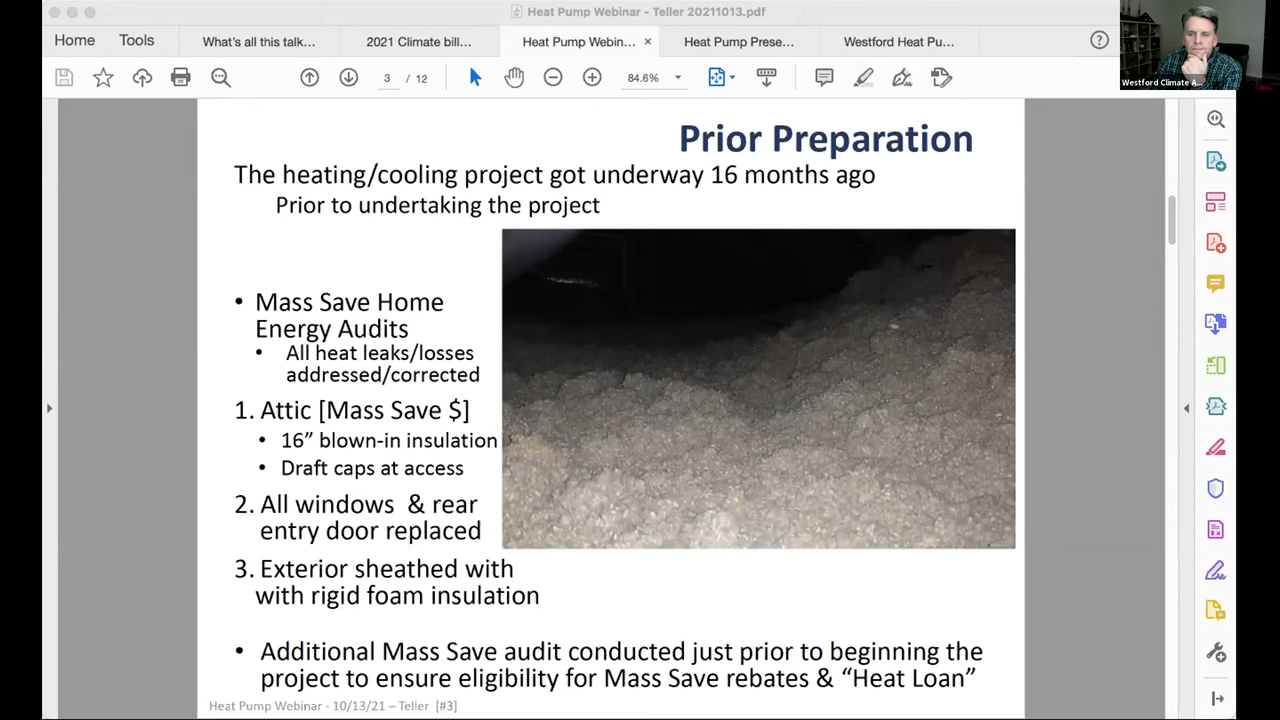 Heat Pump Webinar - Teller 20211013.pdf
Home Tools What's all this talk... 2021 Climate bill... Heat Pump Webin... × Heat Pump Prese... Westford Heat Pu...
3 / 12 84.6%
Westford Climate A...
Prior Preparation
The heating/cooling project got underway 16 months ago
Prior to undertaking the project
• Mass Save Home
Energy Audits
• All heat leaks/losses
addressed/corrected
1. Attic [Mass Save $]
• 16” blown-in insulation
• Draft caps at access
2. All windows & rear
entry door replaced
3. Exterior sheathed with
with rigid foam insulation
• Additional Mass Save audit conducted just prior to beginning the
project to ensure eligibility for Mass Save rebates & “Heat Loan”
Heat Pump Webinar - 10/13/21 – Teller [#3]